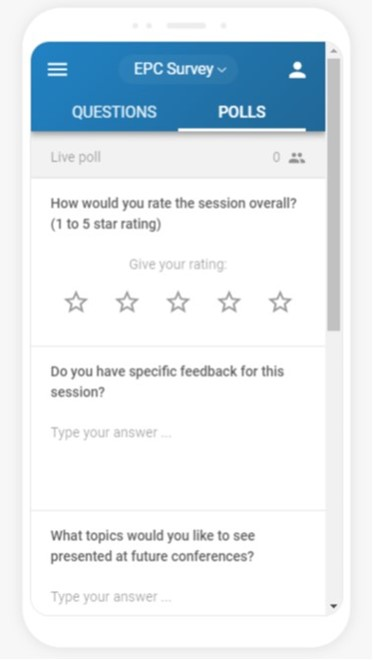 EPC Survey
QUESTIONS POLLS
Live poll 0
How would you rate the session overall?
(1 to 5 star rating)
Give your rating:
Do you have specific feedback for this
session?
Type your answer ...
What topics would you like to see
presented at future conferences?
Type your answer ...